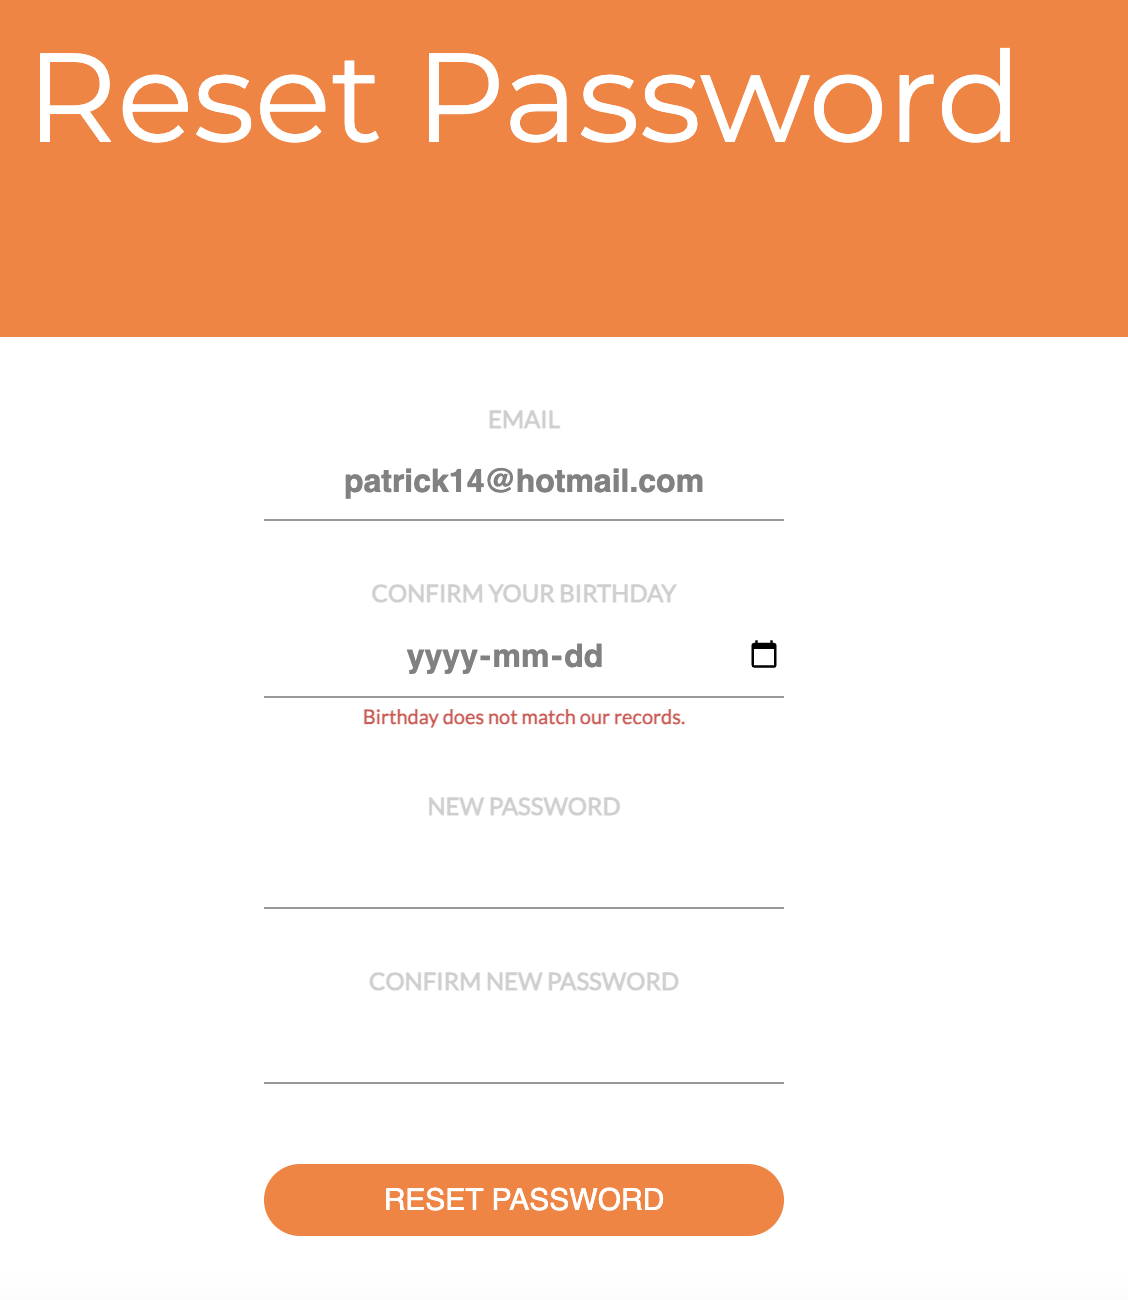 Reset Password
EMAIL
patrick14@hotmail.com
CONFIRM YOUR BIRTHDAY
yyyy-mm-dd
Birthday does not match our records.
NEW PASSWORD
CONFIRM NEW PASSWORD
RESET PASSWORD